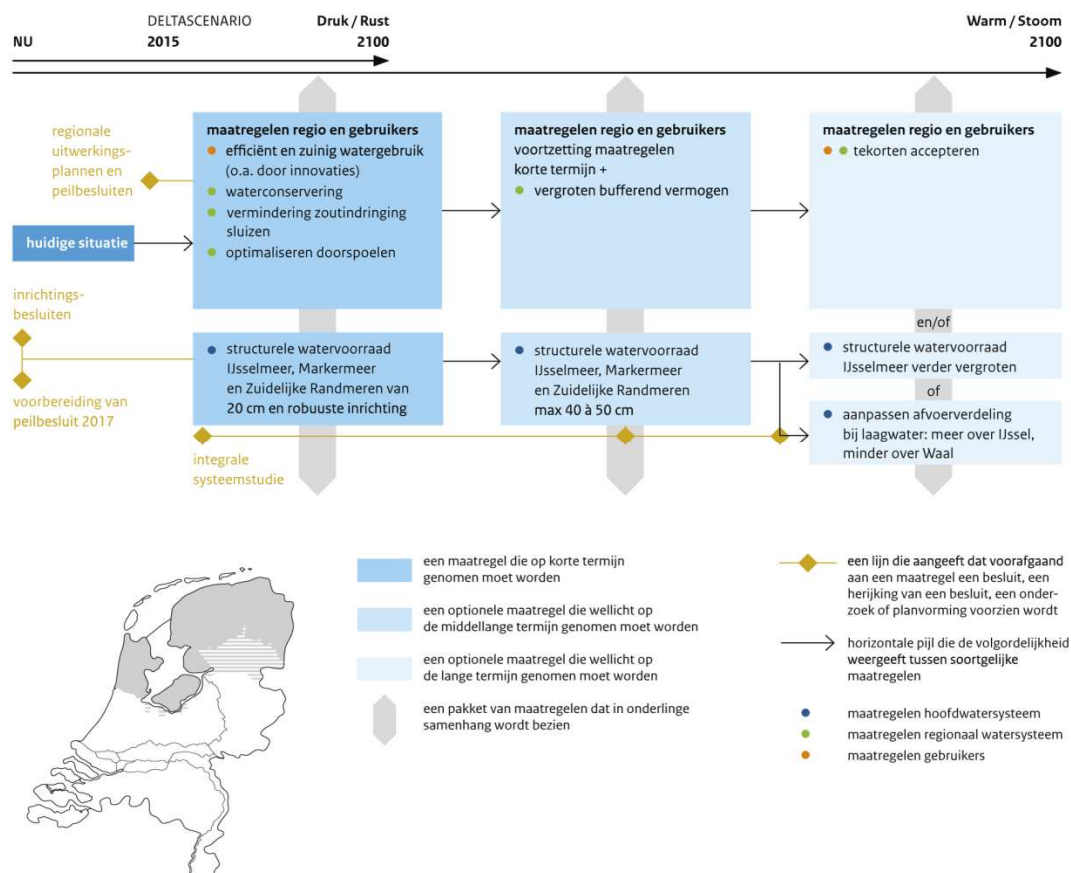 DELTASCENARIO
Druk / Rust
Warm / Stoom
NU
2015
2100
2100
regionale
uitwerkings-
plannen en
peilbesluiten
huidige situatie
inrichtings-
besluiten
voorbereiding van
peilbesluit 2017
maatregelen regio en gebruikers
efficiënt en zuinig watergebruik
(o.a. door innovaties)
waterconservering
vermindering zoutindringing
sluizen
optimaliseren doorspoelen
maatregelen regio en gebruikers
voortzetting maatregelen
korte termijn +
vergroten bufferend vermogen
maatregelen regio en gebruikers
tekorten accepteren
en/of
structurele watervoorraad
IJsselmeer, Markermeer
en Zuidelijke Randmeren van
20 cm en robuuste inrichting
structurele watervoorraad
IJsselmeer, Markermeer
en Zuidelijke Randmeren
max 40 à 50 cm
structurele watervoorraad
IJsselmeer verder vergroten
of
aanpassen afvoerverdeling
bij laagwater: meer over IJssel,
minder over Waal
integrale
systeemstudie
een maatregel die op korte termijn
genomen moet worden
een optionele maatregel die wellicht op
de middellange termijn genomen moet worden
een optionele maatregel die wellicht op
de lange termijn genomen moet worden
een pakket van maatregelen dat in onderlinge
samenhang wordt bezien
een lijn die aangeeft dat voorafgaand
aan een maatregel een besluit, een
herijking van een besluit, een onder-
zoek of planvorming voorzien wordt
horizontale pijl die de volgordelijkheid
weergeeft tussen soortgelijke
maatregelen
maatregelen hoofdwatersysteem
maatregelen regionaal watersysteem
maatregelen gebruikers